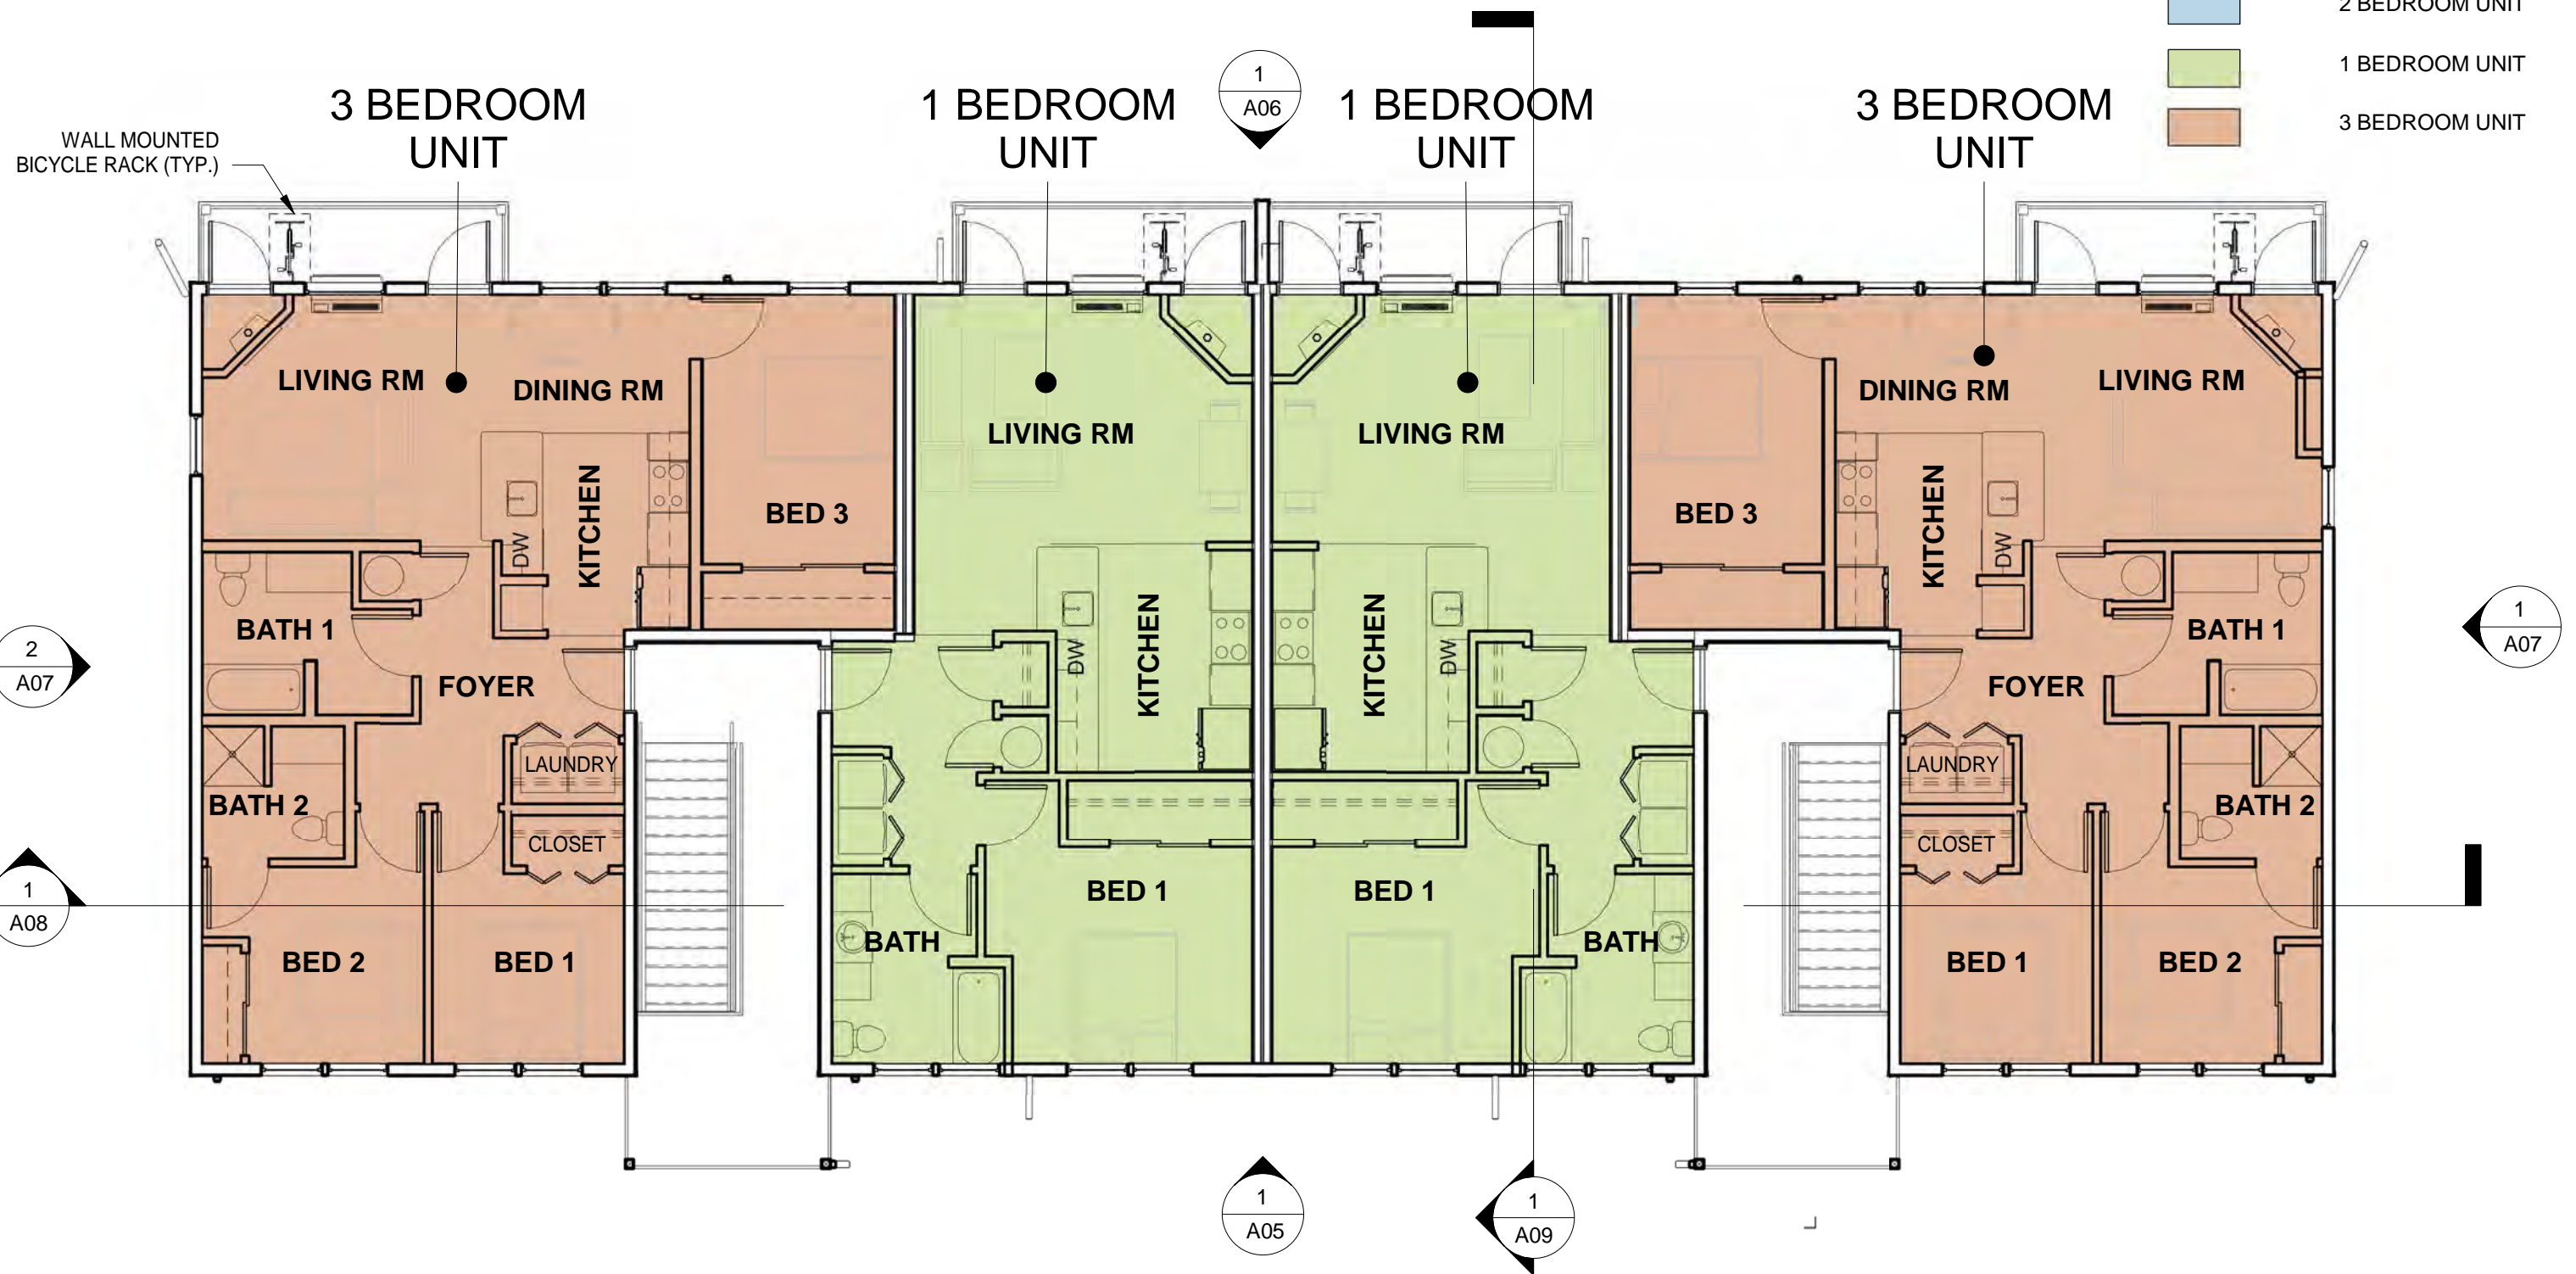 2 BEDROOM UNIT
1 BEDROOM UNIT
3 BEDROOM UNIT
1
A06
3 BEDROOM
UNIT
1 BEDROOM
UNIT
1 BEDROOM
UNIT
3 BEDROOM
UNIT
WALL MOUNTED
BICYCLE RACK (TYP.)
LIVING RM
DINING RM
LIVING RM
LIVING RM
DINING RM
LIVING RM
KITCHEN
DW
BED 3
BED 3
KITCHEN
DW
BATH 1
DW
KITCHEN
KITCHEN
DW
BATH 1
2
A07
1
A07
FOYER
FOYER
LAUNDRY
LAUNDRY
BATH 2
BATH 2
CLOSET
CLOSET
1
A08
BED 1
BED 1
BATH
BATH
BED 2
BED 1
BED 1
BED 2
1
A05
1
A09